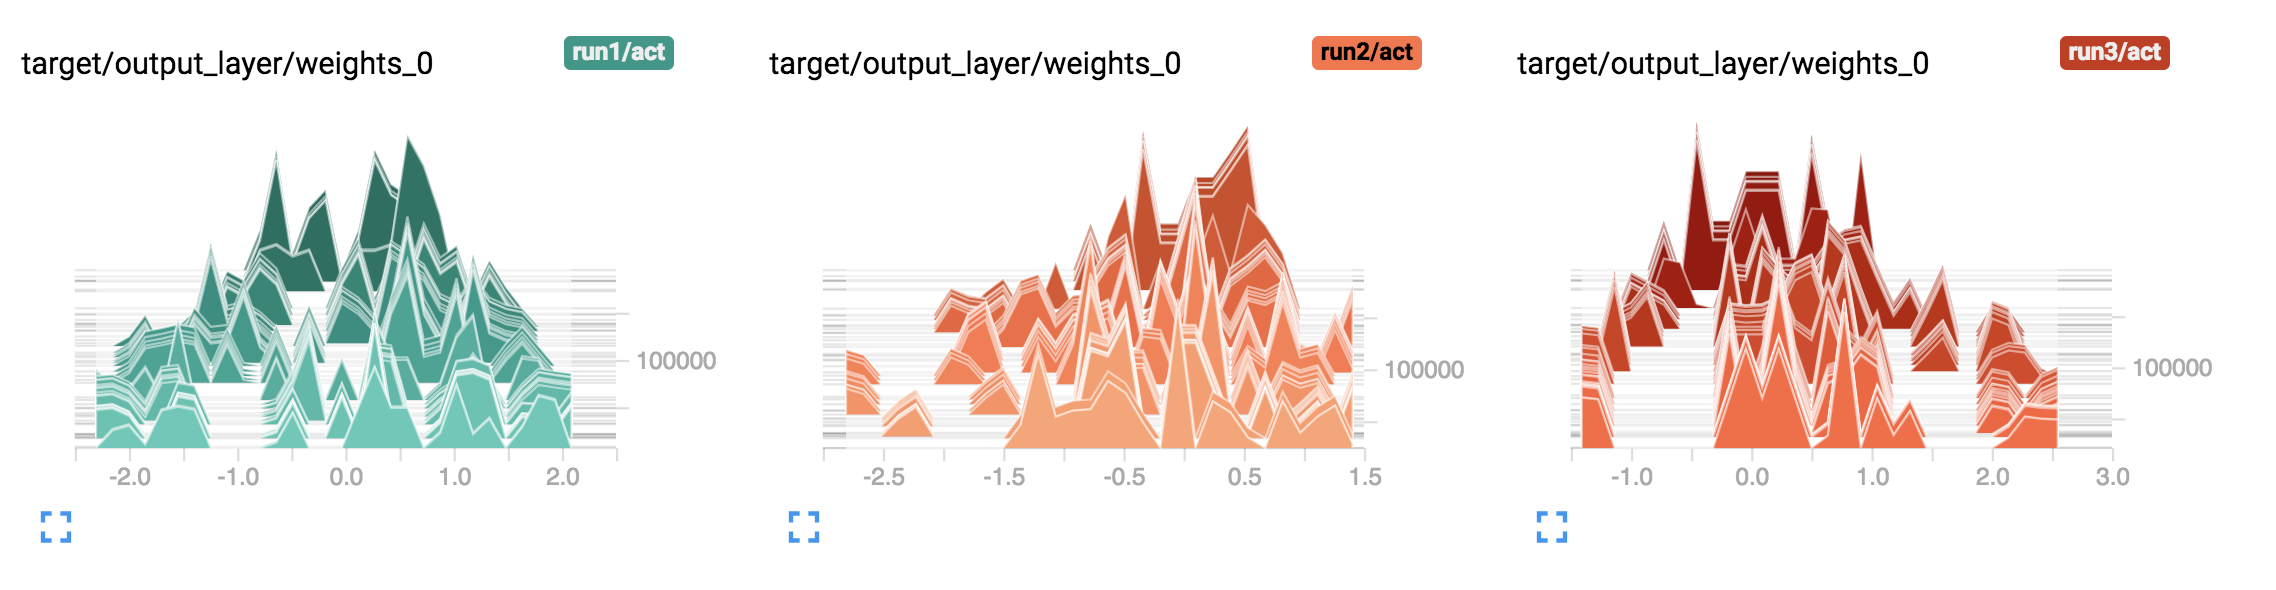 target/output_layer/weights_0 run1/act
100000
-2.0 -1.0 0.0 1.0 2.0
target/output_layer/weights_0 run2/act
100000
-2.5 -1.5 -0.5 0.5 1.5
target/output_layer/weights_0 run3/act
100000
-1.0 0.0 1.0 2.0 3.0